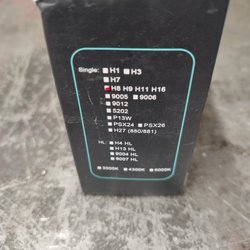 Single: H1 H3
H7
H8 H9 H11 H16
9005 9006
9012
5202
P13W
PSX24 PSX26
H27 (880/881)
HL: H4 HL
H13 HL
9004 HL
9007 HL
3000K 4300K 6000K